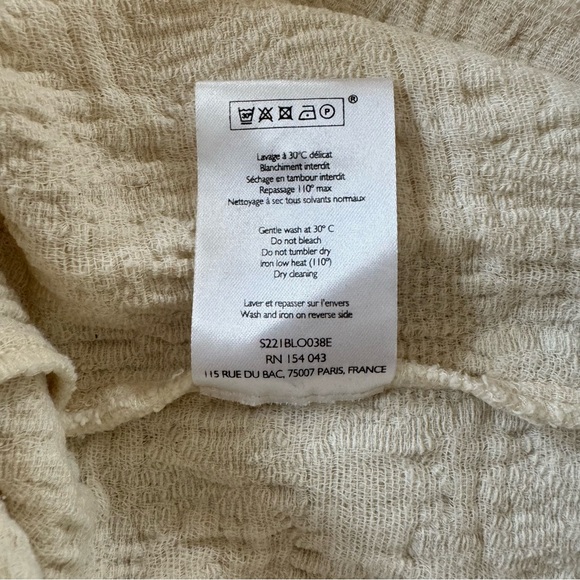 30° P ®
Lavage à 30°C délicat
Blanchiment interdit
Séchage en tambour interdit
Repassage 110° max
Nettoyage à sec tous solvants normaux
Gentle wash at 30° C
Do not bleach
Do not tumbler dry
iron low heat (110°)
Dry cleaning
Laver et repasser sur l'envers
Wash and iron on reverse side
S221BLO038E
RN 154 043
115 RUE DU BAC, 75007 PARIS, FRANCE